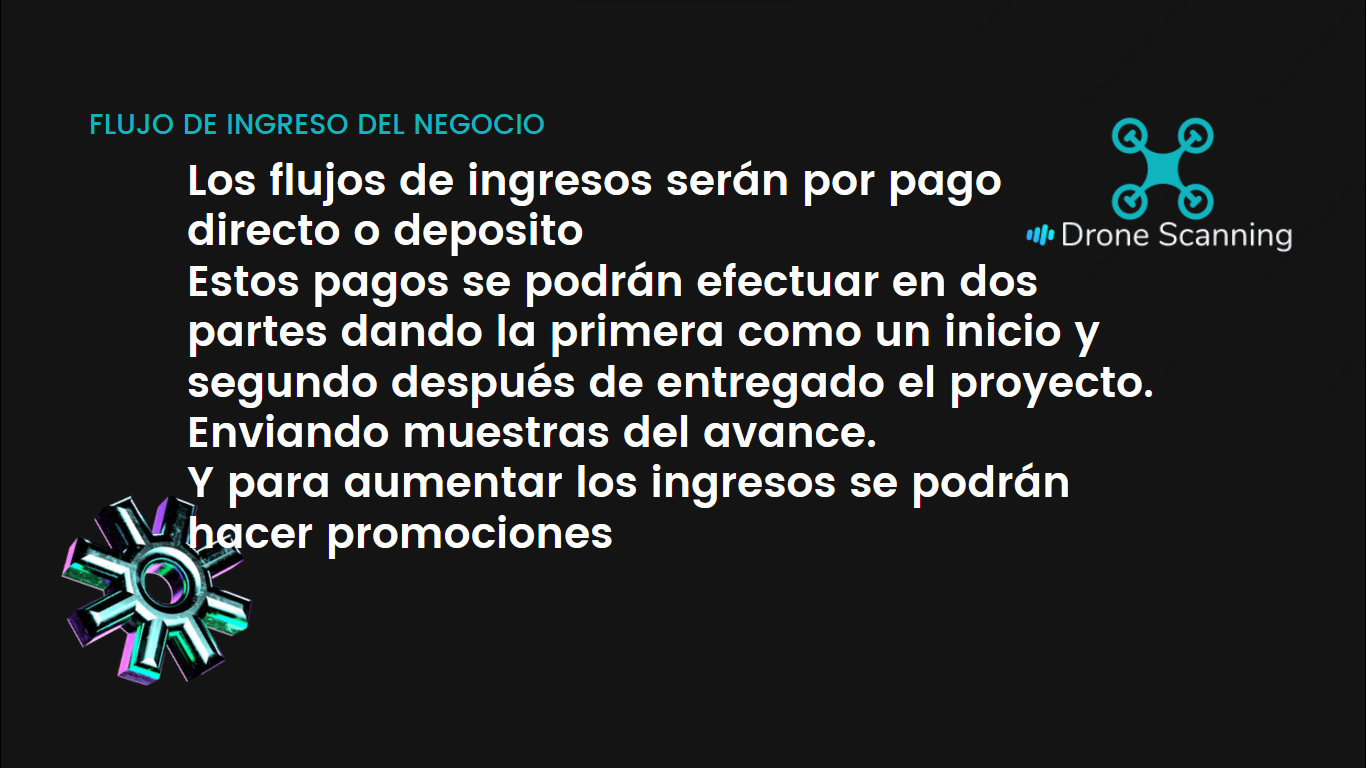 FLUJO DE INGRESO DEL NEGOCIO
Los flujos de ingresos serán por pago
directo o deposito
Estos pagos se podrán efectuar en dos
partes dando la primera como un inicio y
segundo después de entregado el proyecto.
Enviando muestras del avance.
Y para aumentar los ingresos se podrán
hacer promociones
Drone Scanning